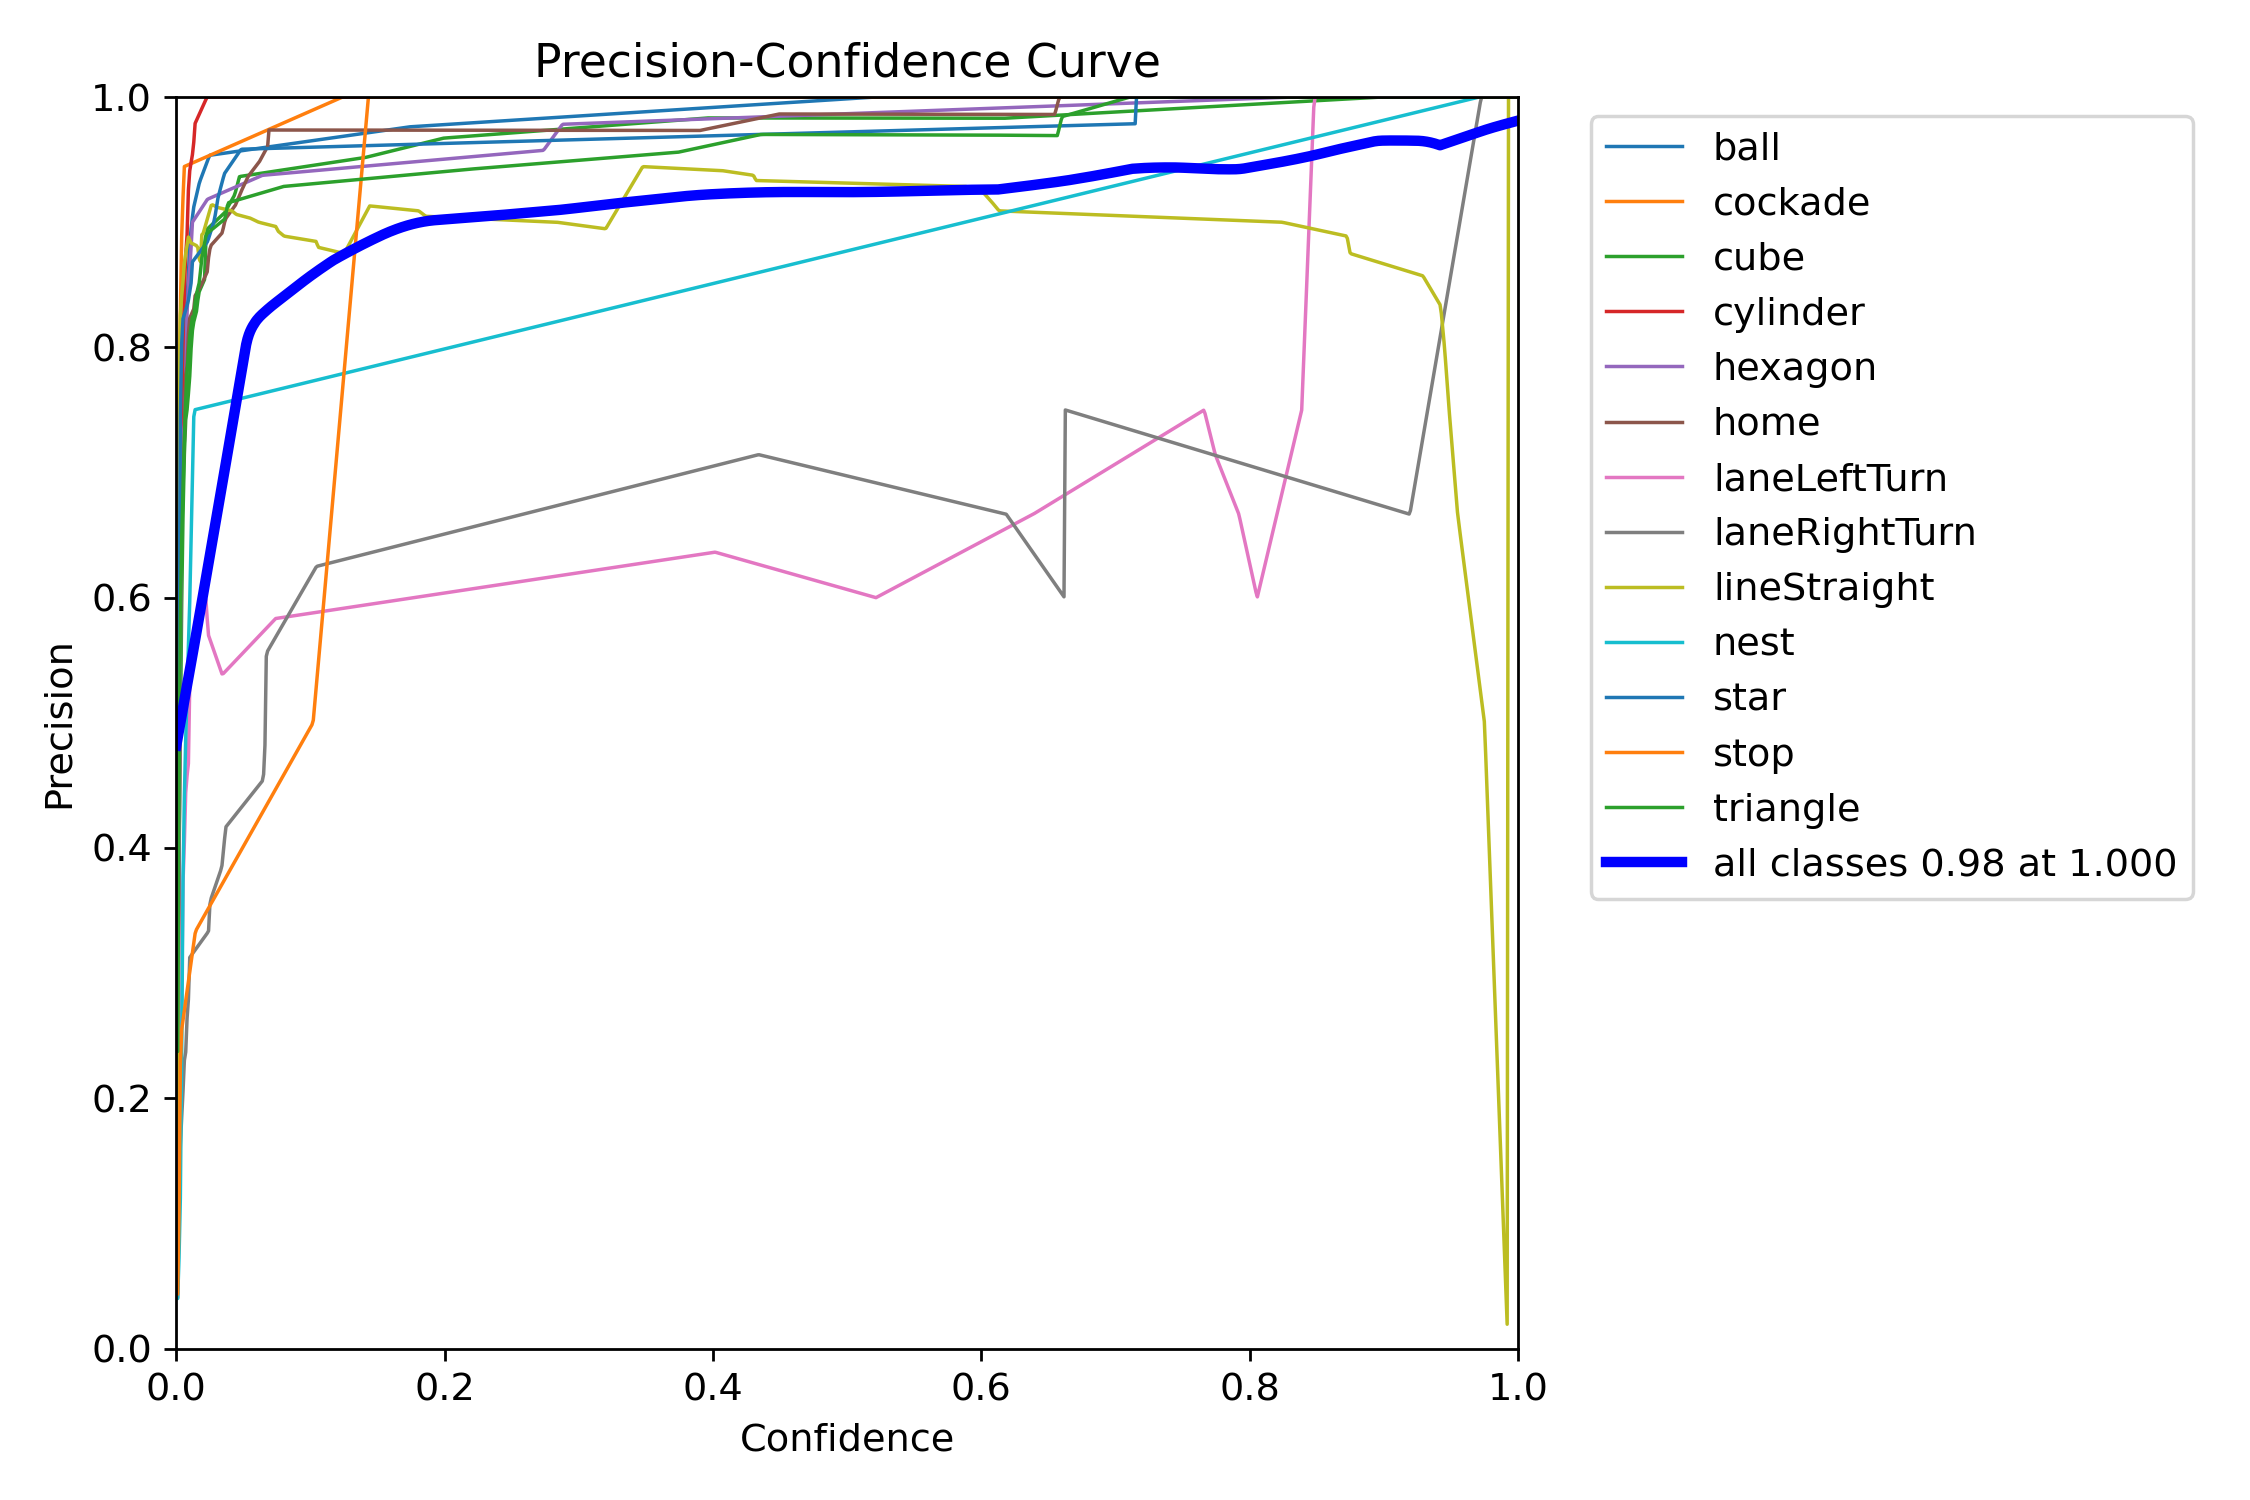 Precision-Confidence Curve
1.0
0.8
0.6
0.4
0.2
0.0
Precision
0.0 0.2 0.4 0.6 0.8 1.0
Confidence
ball
cockade
cube
cylinder
hexagon
home
laneLeftTurn
laneRightTurn
lineStraight
nest
star
stop
triangle
all classes 0.98 at 1.000